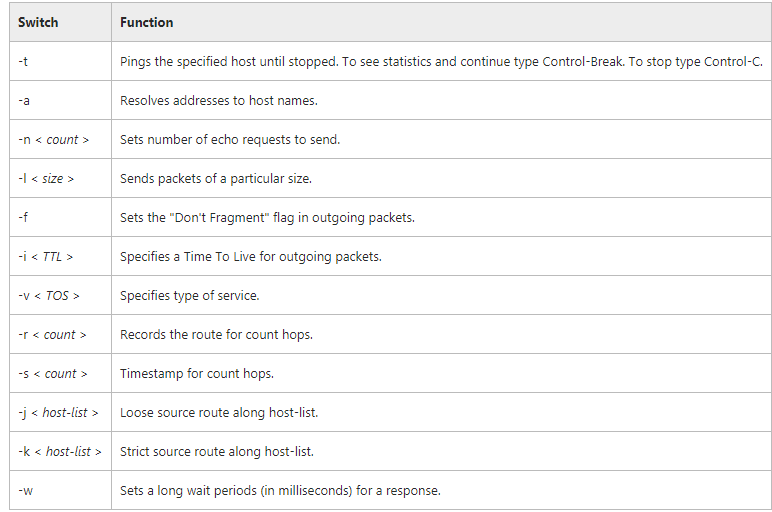 Switch Function
-t Pings the specified host until stopped. To see statistics and continue type Control-Break. To stop type Control-C.
-a Resolves addresses to host names.
-n < count > Sets number of echo requests to send.
-l < size > Sends packets of a particular size.
-f Sets the "Don't Fragment" flag in outgoing packets.
-i < TTL > Specifies a Time To Live for outgoing packets.
-v < TOS > Specifies type of service.
-r < count > Records the route for count hops.
-s < count > Timestamp for count hops.
-j < host-list > Loose source route along host-list.
-k < host-list > Strict source route along host-list.
-w Sets a long wait periods (in milliseconds) for a response.